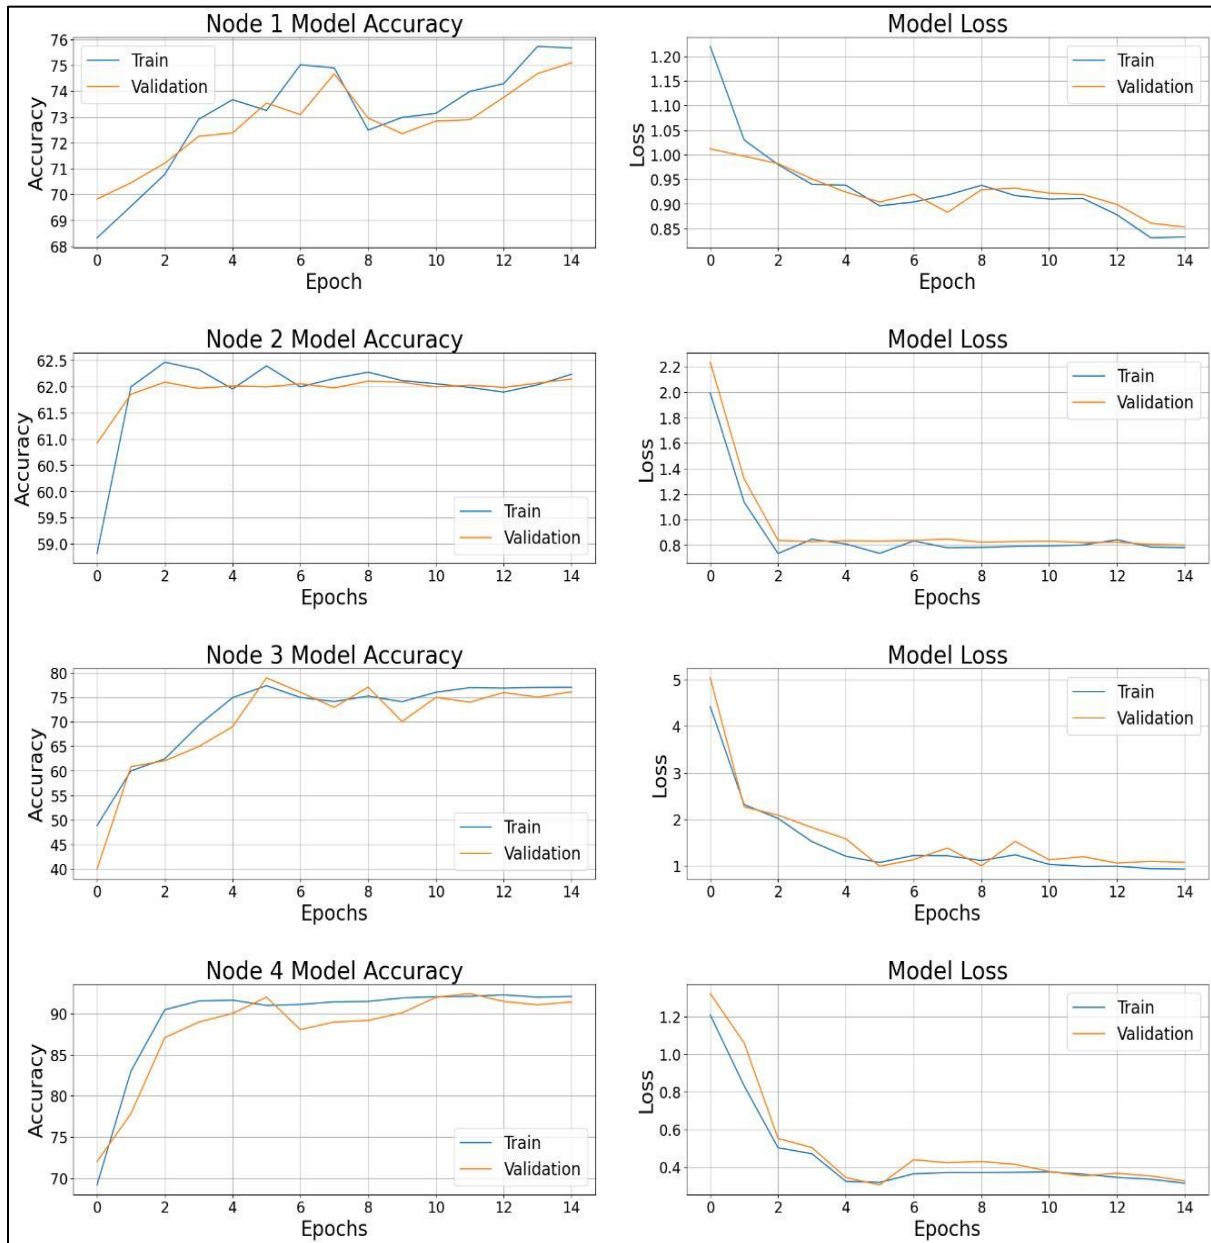 Node 1 Model Accuracy
76
75
74
73
72
71
70
69
68
Accuracy
Train
Validation
0 2 4 6 8 10 12 14
Epoch
Model Loss
1.20
1.15
1.10
1.05
1.00
0.95
0.90
0.85
Loss
Train
Validation
0 2 4 6 8 10 12 14
Epoch
Node 2 Model Accuracy
62.5
62.0
61.5
61.0
60.5
60.0
59.5
59.0
Accuracy
Train
Validation
0 2 4 6 8 10 12 14
Epochs
Model Loss
2.2
2.0
1.8
1.6
1.4
1.2
1.0
0.8
Loss
Train
Validation
0 2 4 6 8 10 12 14
Epochs
Node 3 Model Accuracy
80
75
70
65
60
55
50
45
40
Accuracy
Train
Validation
0 2 4 6 8 10 12 14
Epochs
Model Loss
5
4
3
2
1
Loss
Train
Validation
0 2 4 6 8 10 12 14
Epochs
Node 4 Model Accuracy
90
85
80
75
70
Accuracy
Train
Validation
0 2 4 6 8 10 12 14
Epochs
Model Loss
1.2
1.0
0.8
0.6
0.4
Loss
Train
Validation
0 2 4 6 8 10 12 14
Epochs